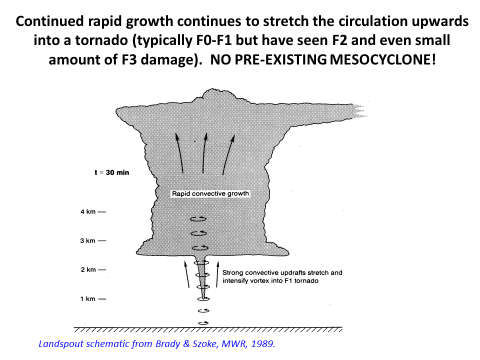 Continued rapid growth continues to stretch the circulation upwards
into a tornado (typically F0-F1 but have seen F2 and even small
amount of F3 damage). NO PRE-EXISTING MESOCYCLONE!
t = 30 min
Rapid convective growth
4 km
3 km
2 km
Strong convective updrafts stretch and
intensify vortex into F1 tornado
1 km
Landspout schematic from Brady & Szoke, MWR, 1989.